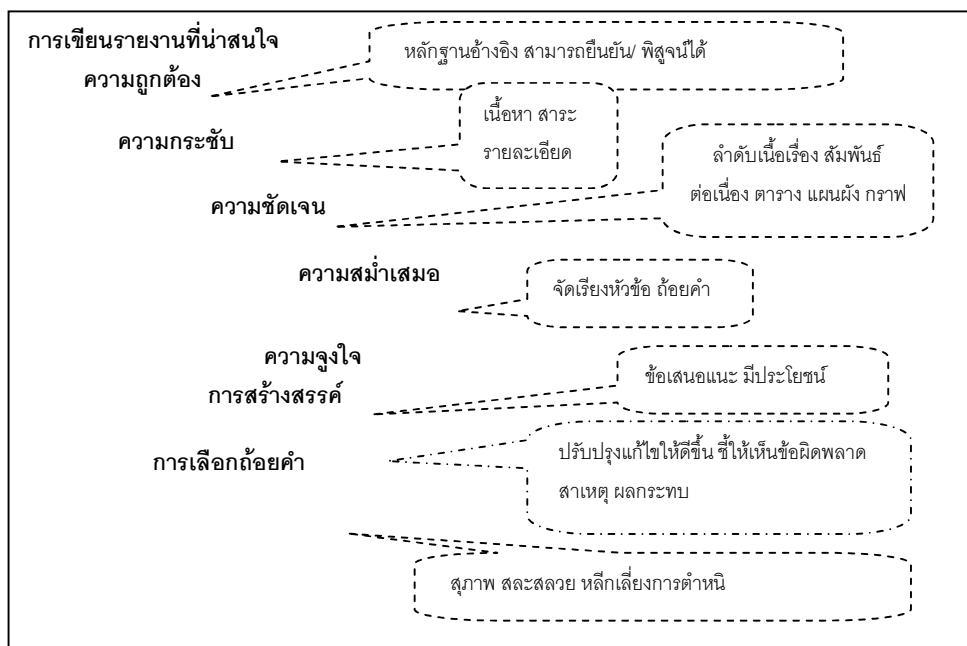 การเขียนรายงานที่น่าสนใจ
ความถูกต้อง
หลักฐานอ้างอิง สามารถยืนยัน/ พิสูจน์ได้
ความกระชับ
เนื้อหา สาระ
รายละเอียด
ความชัดเจน
ลำดับเนื้อเรื่อง สัมพันธ์
ต่อเนื่อง ตาราง แผนผัง กราฟ
ความสม่ำเสมอ
จัดเรียงหัวข้อ ถ้อยคำ
ความจูงใจ
การสร้างสรรค์
ข้อเสนอแนะ มีประโยชน์
การเลือกถ้อยคำ
ปรับปรุงแก้ไขให้ดีขึ้น ชี้ให้เห็นข้อผิดพลาด
สาเหตุ ผลกระทบ
สุภาพ สละสลวย หลีกเลี่ยงการตำหนิ